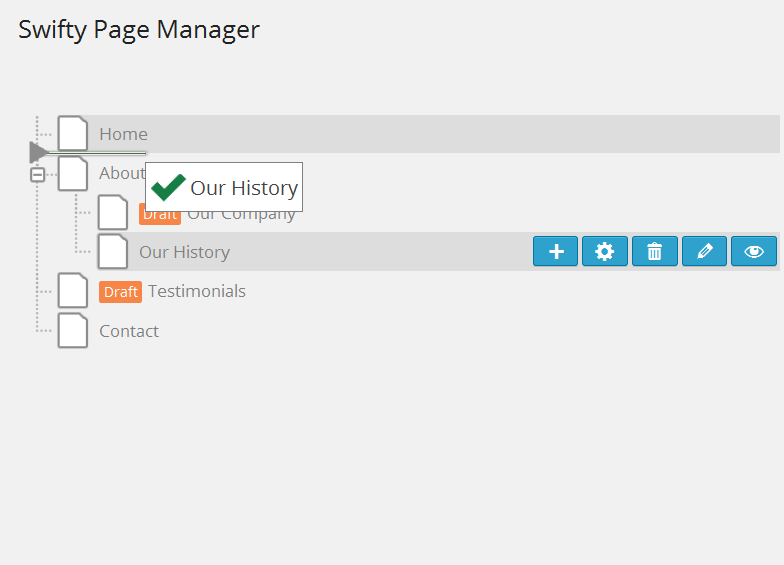 Swifty Page Manager
Home
About
Our History
Draft Our Company
Our History
Draft Testimonials
Contact